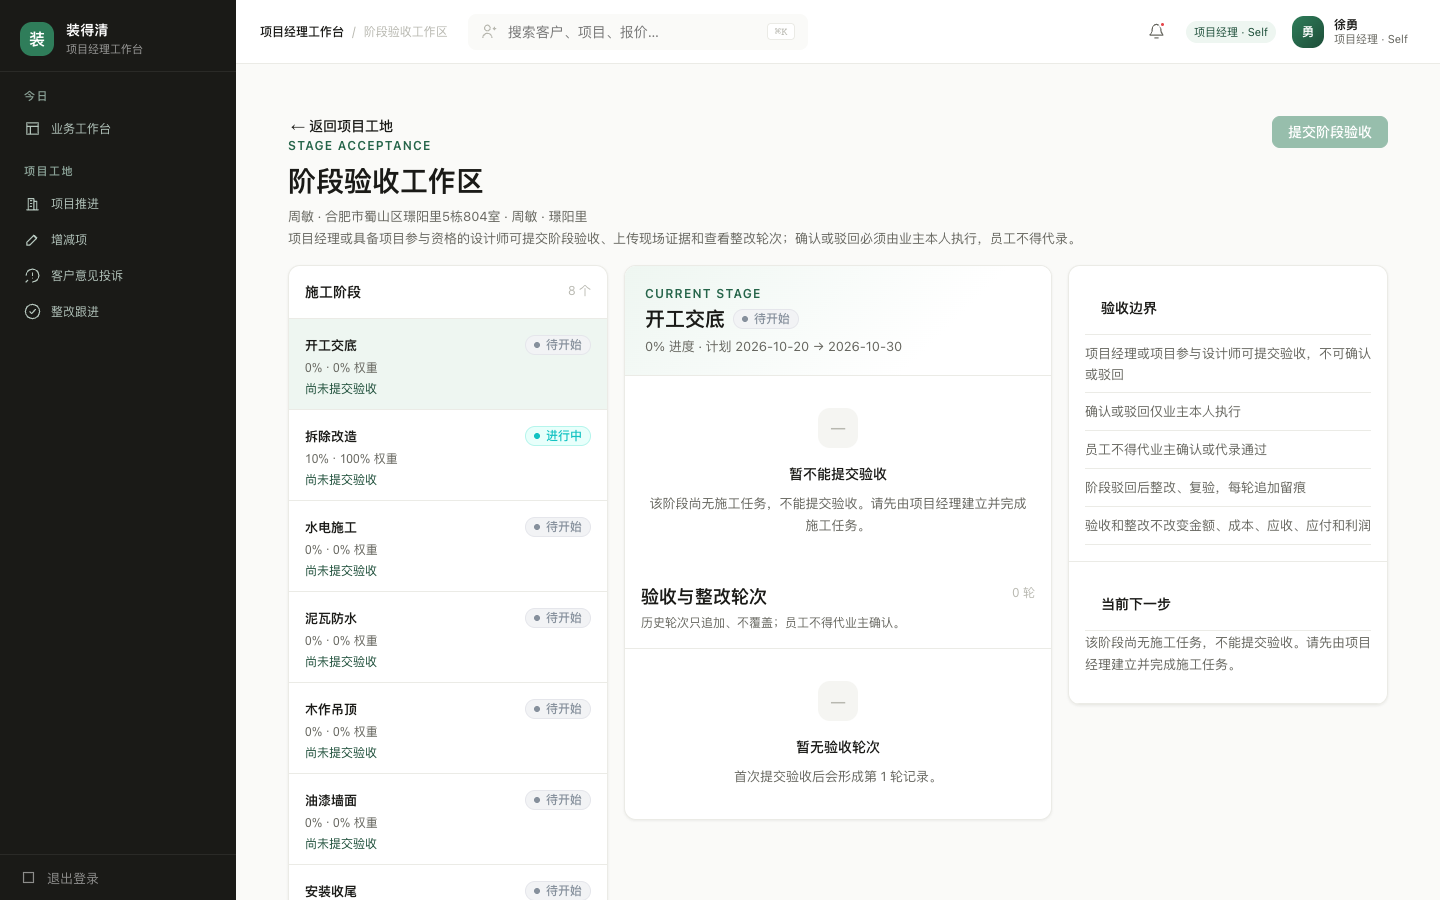 装
装得清
项目经理工作台
今日
业务工作台
项目工地
项目推进
增减项
客户意见投诉
整改跟进
退出登录
项目经理工作台 / 阶段验收工作区
搜索客户、项目、报价...
⌘K
项目经理 · Self
勇
徐勇
项目经理 · Self
← 返回项目工地
STAGE ACCEPTANCE
阶段验收工作区
周敏 · 合肥市蜀山区璟阳里5栋804室 · 周敏 · 璟阳里
项目经理或具备项目参与资格的设计师可提交阶段验收、上传现场证据和查看整改轮次；确认或驳回必须由业主本人执行，员工不得代录。
提交阶段验收
施工阶段
8 个
开工交底
待开始
0% · 0% 权重
尚未提交验收
拆除改造
进行中
10% · 100% 权重
尚未提交验收
水电施工
待开始
0% · 0% 权重
尚未提交验收
泥瓦防水
待开始
0% · 0% 权重
尚未提交验收
木作吊顶
待开始
0% · 0% 权重
尚未提交验收
油漆墙面
待开始
0% · 0% 权重
尚未提交验收
安装收尾
待开始
CURRENT STAGE
开工交底
待开始
0% 进度 · 计划 2026-10-20 → 2026-10-30
暂不能提交验收
该阶段尚无施工任务，不能提交验收。请先由项目经理建立并完成
施工任务。
验收与整改轮次
0 轮
历史轮次只追加、不覆盖；员工不得代业主确认。
暂无验收轮次
首次提交验收后会形成第 1 轮记录。
验收边界
项目经理或项目参与设计师可提交验收，不可确认
或驳回
确认或驳回仅业主本人执行
员工不得代业主确认或代录通过
阶段驳回后整改、复验，每轮追加留痕
验收和整改不改变金额、成本、应收、应付和利润
当前下一步
该阶段尚无施工任务，不能提交验收。请先由项目
经理建立并完成施工任务。